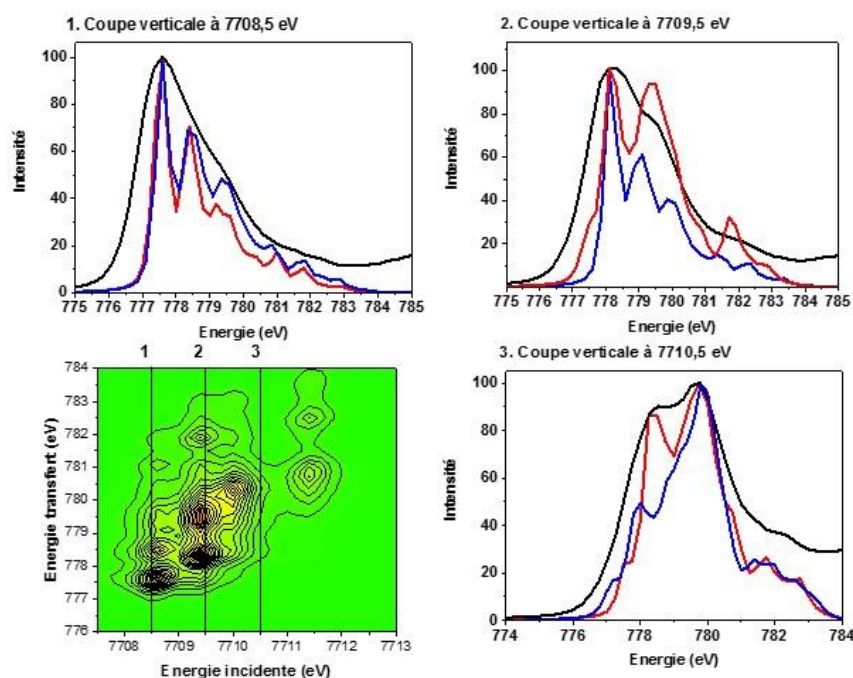 1. Coupe verticale à 7708,5 eV
Intensité
100
80
60
40
20
0
775 776 777 778 779 780 781 782 783 784 785
Energie (eV)
2. Coupe verticale à 7709,5 eV
Intensité
100
80
60
40
20
775 776 777 778 779 780 781 782 783 784 785
Energie (eV)
1 2 3
Energie transfert (eV)
784
783
782
781
780
779
778
777
776
7708 7709 7710 7711 7712 7713
Energie incidente (eV)
3. Coupe verticale à 7710,5 eV
Intensité
100
80
60
40
20
0
774 776 778 780 782 784
Energie (eV)